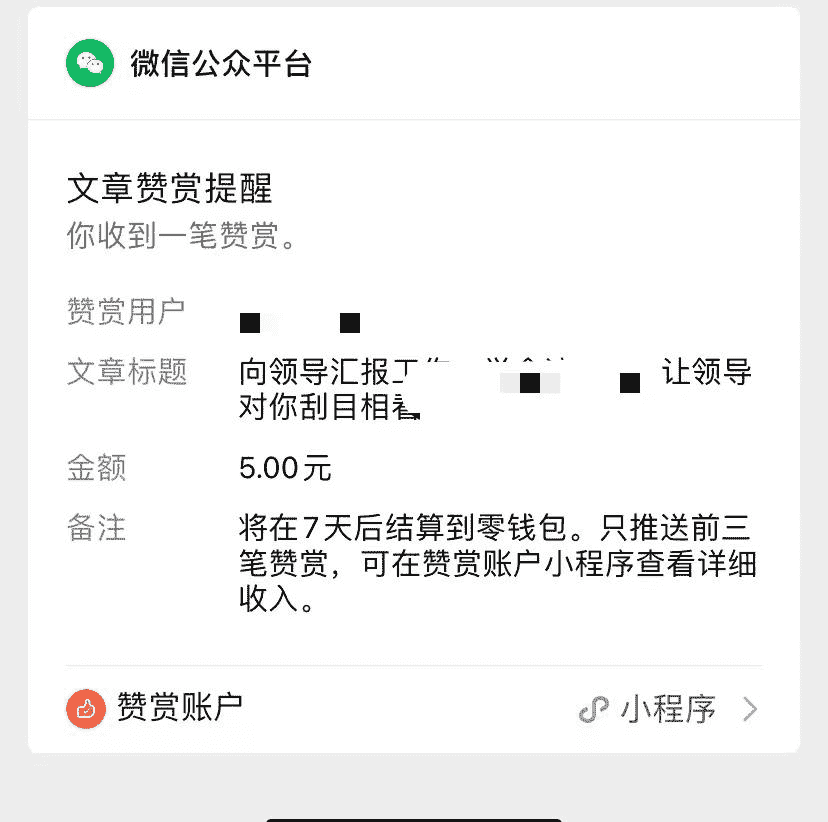 微信公众平台
文章赞赏提醒
你收到一笔赞赏。
赞赏用户
文章标题 向领导汇报 让领导
对你刮目相
金额 5.00元
备注 将在7天后结算到零钱包。只推送前三
笔赞赏，可在赞赏账户小程序查看详细
收入。
赞赏账户 小程序